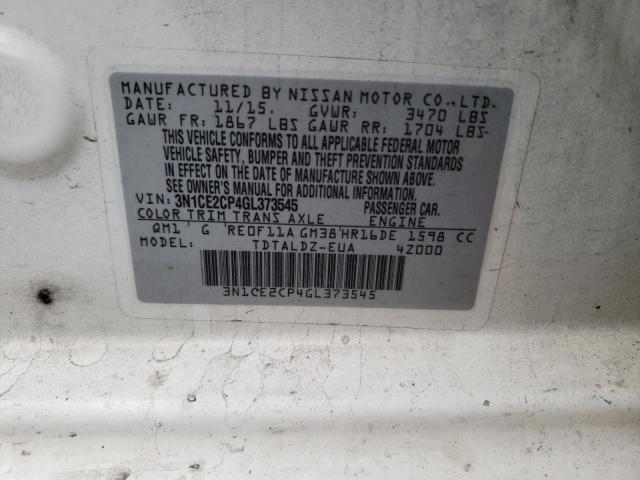 MANUFACTURED BY NISSAN MOTOR CO., LTD.
DATE: 11/15. GVWR: 3470 LBS
GAWR FR: 1867 LBS GAWR RR: 1704 LBS
THIS VEHICLE CONFORMS TO ALL APPLICABLE FEDERAL MOTOR
VEHICLE SAFETY, BUMPER AND THEFT PREVENTION STANDARDS
IN EFFECT ON THE DATE OF MANUFACTURE SHOWN ABOVE.
SEE OWNER'S MANUAL FOR ADDITIONAL INFORMATION.
VIN: 3N1CE2CP4GL373545 PASSENGER CAR.
COLOR TRIM TRANS AXLE ENGINE
QM1 G RE0F11A GM38 HR16DE 1598 CC
MODEL: TDTALDZ-EUA 4Z000
3N1CE2CP4GL373545